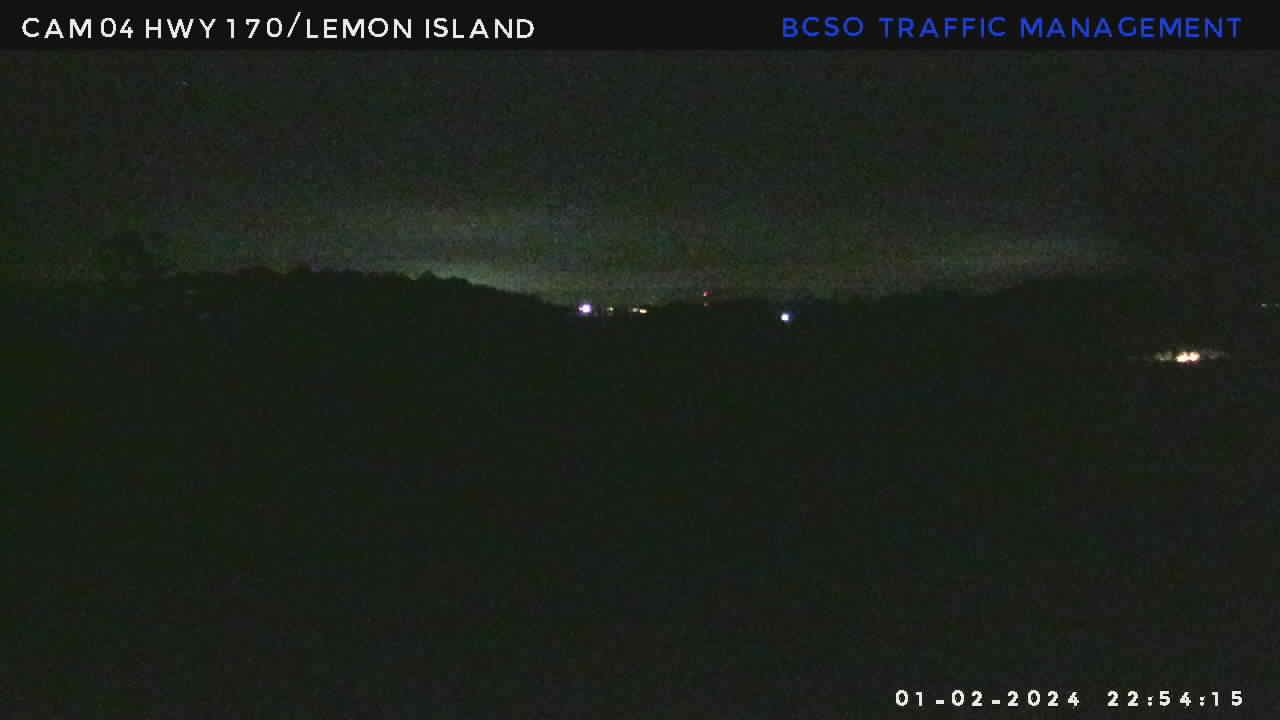 CAM04 HWY 170/LEMON ISLAND
BCSO TRAFFIC MANAGEMENT
01-02-2024 22:54:15